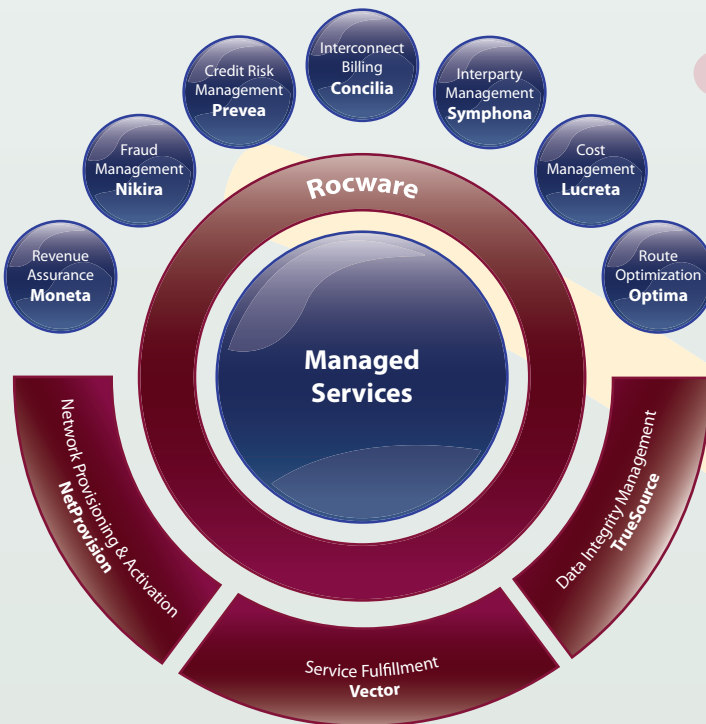 Interconnect
Billing
Concilia
Credit Risk
Management
Prevea
Interparty
Management
Symphona
Fraud
Management
Nikira
Cost
Management
Lucreta
Revenue
Assurance
Moneta
Route
Optimization
Optima
Rocware
Managed
Services
Network Provisioning & Activation
NetProvision
Service Fulfillment
Vector
Data Integrity Management
TrueSource